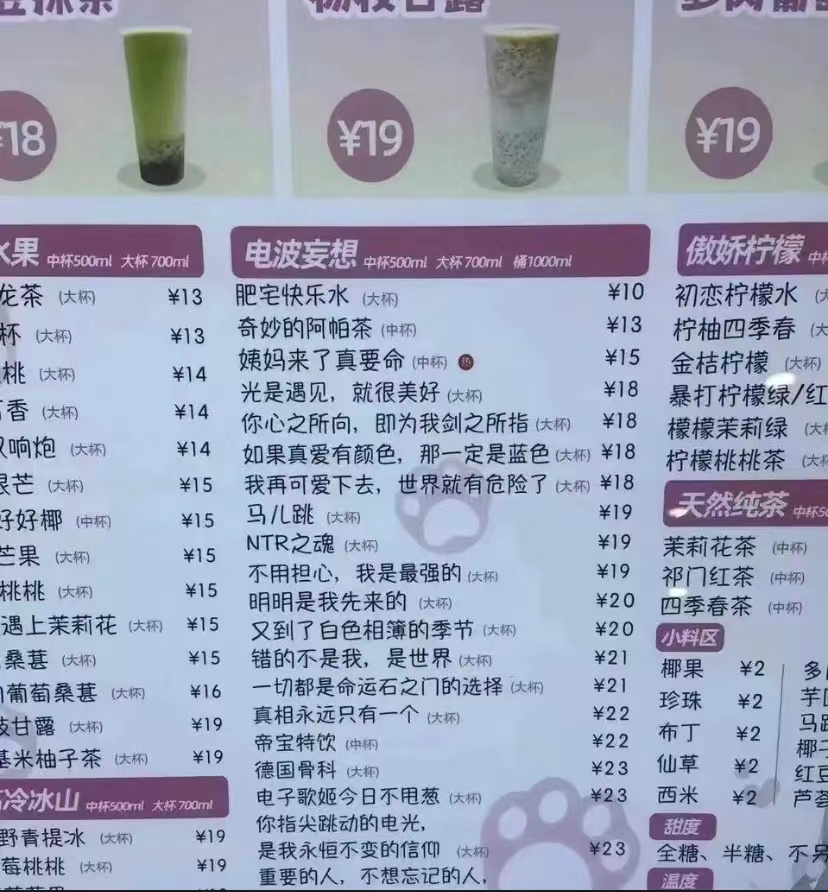 ¥18
杨枝甘露
¥19
¥19
水果 中杯500ml 大杯700ml
龙茶 (大杯) ¥13
杯 (大杯) ¥13
桃 (大杯) ¥14
香 (大杯) ¥14
双响炮 (大杯) ¥14
芒 (大杯) ¥15
好好椰 (中杯) ¥15
芒果 (大杯) ¥15
桃桃 (大杯) ¥15
遇上茉莉花 (大杯) ¥15
桑葚 (大杯) ¥15
葡萄桑葚 (大杯) ¥16
枝甘露 (大杯) ¥19
基米柚子茶 (大杯) ¥19
冷冰山 中杯500ml 大杯700ml
野青提冰 (大杯) ¥19
莓桃桃 (大杯) ¥19
电波妄想 中杯500ml 大杯700ml 桶1000ml
肥宅快乐水 (大杯) ¥10
奇妙的阿帕茶 (中杯) ¥13
姨妈来了真要命 (中杯) 热 ¥15
光是遇见，就很美好 (大杯) ¥18
你心之所向，即为我剑之所指 (大杯) ¥18
如果真爱有颜色，那一定是蓝色 (大杯) ¥18
我再可爱下去，世界就有危险了 (大杯) ¥18
马儿跳 (大杯) ¥19
NTR之魂 (大杯) ¥19
不用担心，我是最强的 (大杯) ¥19
明明是我先来的 (大杯) ¥20
又到了白色相簿的季节 (大杯) ¥20
错的不是我，是世界 (大杯) ¥21
一切都是命运石之门的选择 (大杯) ¥21
真相永远只有一个 (大杯) ¥22
帝宝特饮 (中杯) ¥22
德国骨科 (大杯) ¥23
电子歌姬今日不甩葱 (大杯) ¥23
你指尖跳动的电光，
是我永恒不变的信仰 (大杯) ¥23
重要的人，不想忘记的人，
傲娇柠檬 中杯
初恋柠檬水
柠柚四季春 (大
金桔柠檬 (大杯)
暴打柠檬绿/红
檬檬茉莉绿 (大
柠檬桃桃茶 (大杯
天然纯茶 中杯50
茉莉花茶 (中杯)
祁门红茶 (中杯)
四季春茶 (中杯)
小料区
椰果 ¥2
珍珠 ¥2
布丁 ¥2
仙草 ¥2
西米 ¥2
多
芋
马
椰
红豆
芦荟
甜度
全糖、半糖、不另
温度